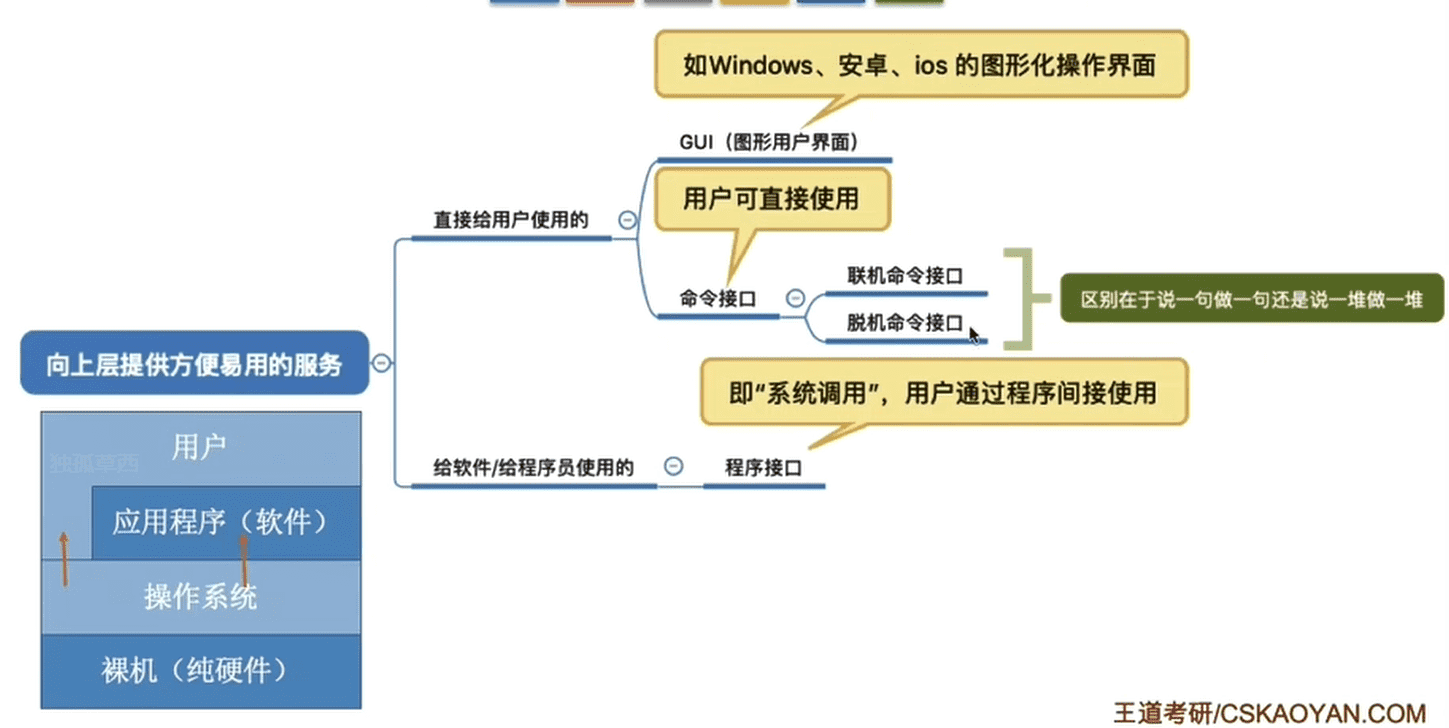 如Windows、安卓、ios 的图形化操作界面
GUI（图形用户界面）
用户可直接使用
直接给用户使用的
命令接口
联机命令接口
脱机命令接口
区别在于说一句做一句还是说一堆做一堆
向上层提供方便易用的服务
即“系统调用”，用户通过程序间接使用
给软件/给程序员使用的
程序接口
用户
应用程序（软件）
操作系统
裸机（纯硬件）
王道考研/CSKAOYAN.COM